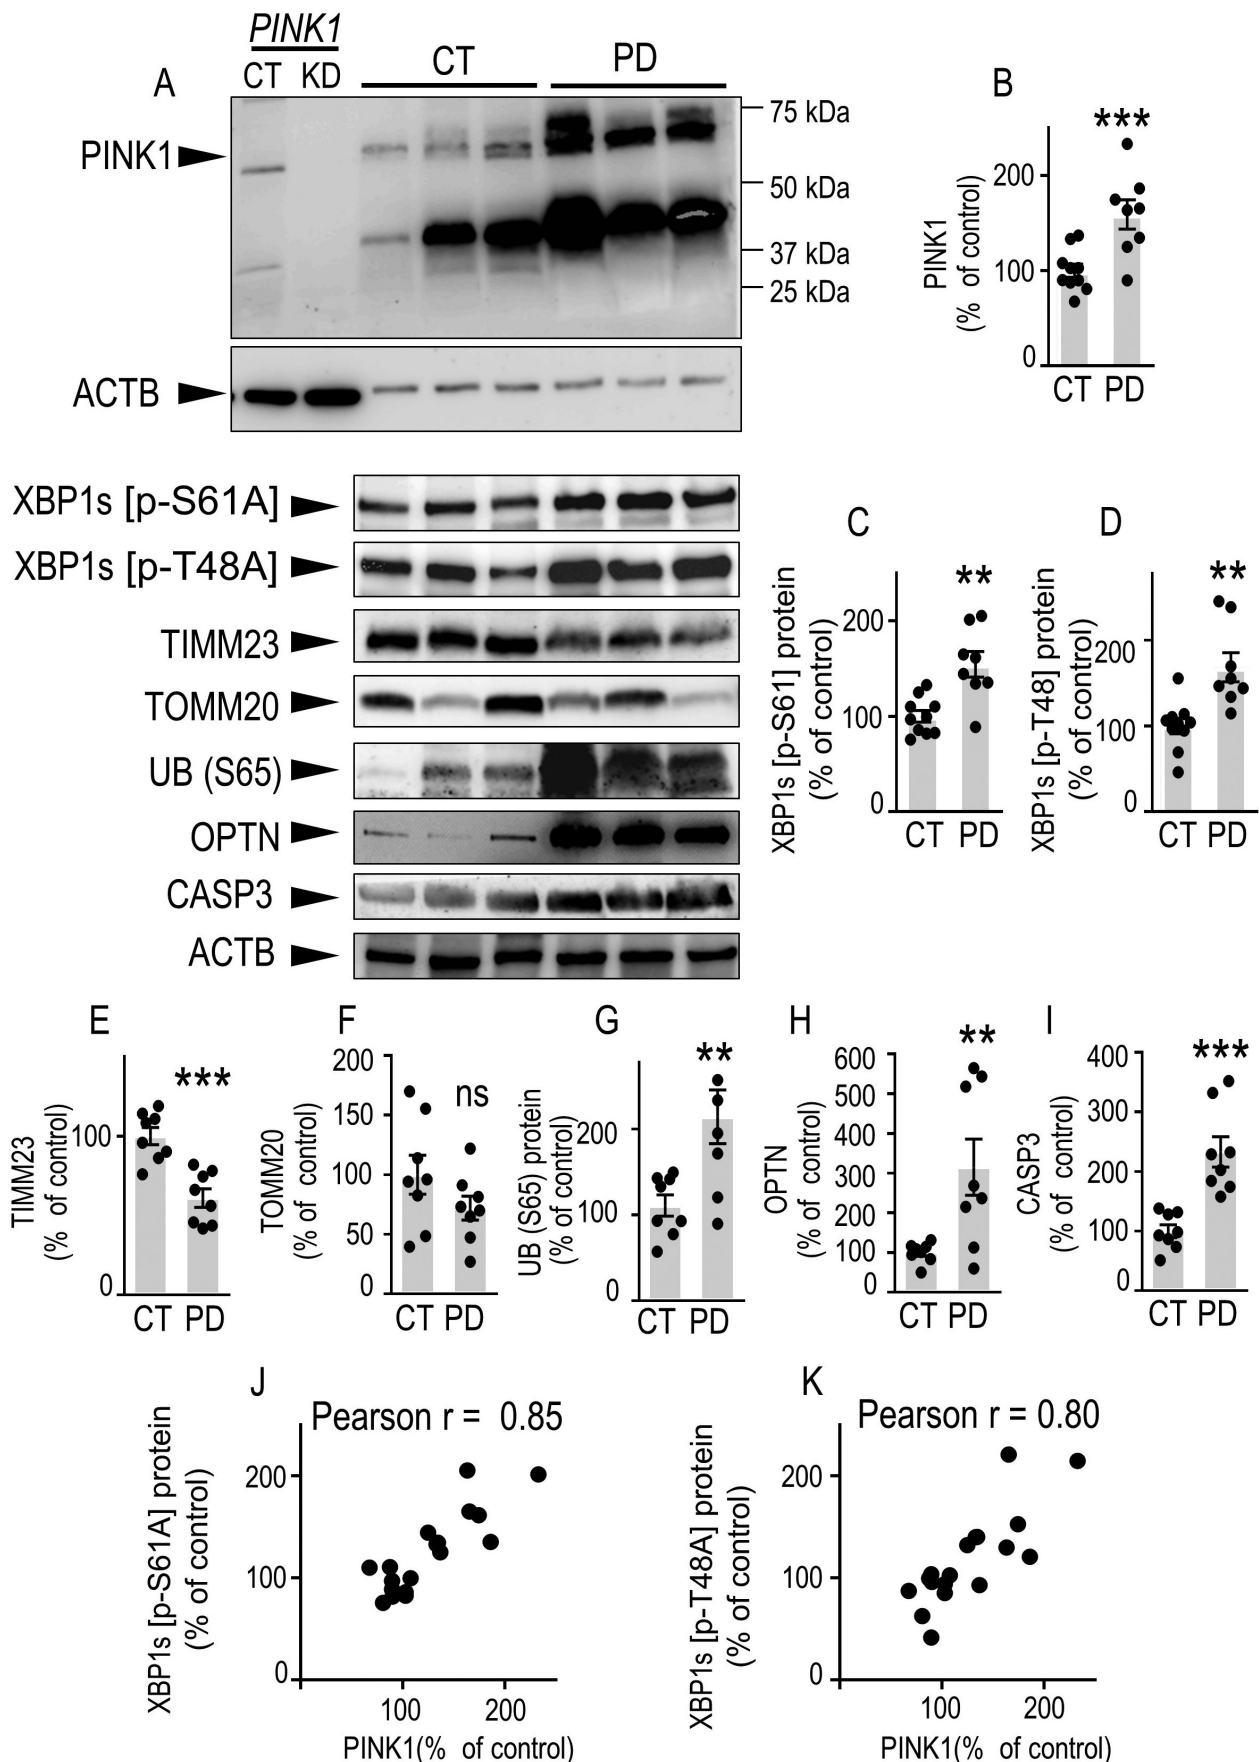 PINK1
CT KD
CT
PD
A
PINK1
75 kDa
50 kDa
37 kDa
25 kDa
ACTB
B
***
PINK1
(% of control)
200
100
0
CT PD
XBP1s [p-S61A]
XBP1s [p-T48A]
TIMM23
TOMM20
UB (S65)
OPTN
CASP3
ACTB
C
**
XBP1s [p-S61] protein
(% of control)
200
100
0
CT PD
D
**
XBP1s [p-T48] protein
(% of control)
200
100
0
CT PD
E
***
TIMM23
(% of control)
100
0
CT PD
F
ns
TOMM20
(% of control)
200
150
100
50
0
CT PD
G
**
UB (S65) protein
(% of control)
200
100
0
CT PD
H
**
OPTN
(% of control)
600
500
400
300
200
100
0
CT PD
I
***
CASP3
(% of control)
400
300
200
100
0
CT PD
J
Pearson r = 0.85
XBP1s [p-S61A] protein
(% of control)
200
100
0
100
200
PINK1(% of control)
K
Pearson r = 0.80
XBP1s [p-T48A] protein
(% of control)
200
100
0
100
200
PINK1(% of control)